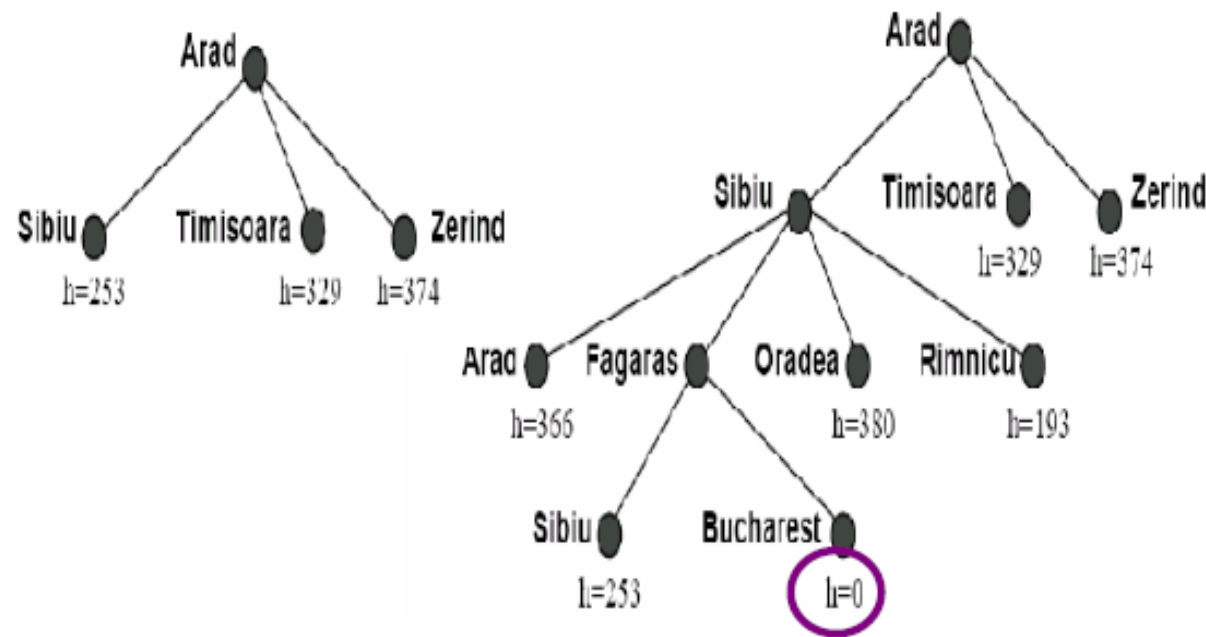 Arad
Sibiu Timisoara Zerind
h=253 h=329 h=374
Arad
Sibiu Timisoara Zerind
h=329 h=374
Arad Fagaras Oradea Rimnicu
h=366 h=380 h=193
Sibiu Bucharest
h=253 h=0